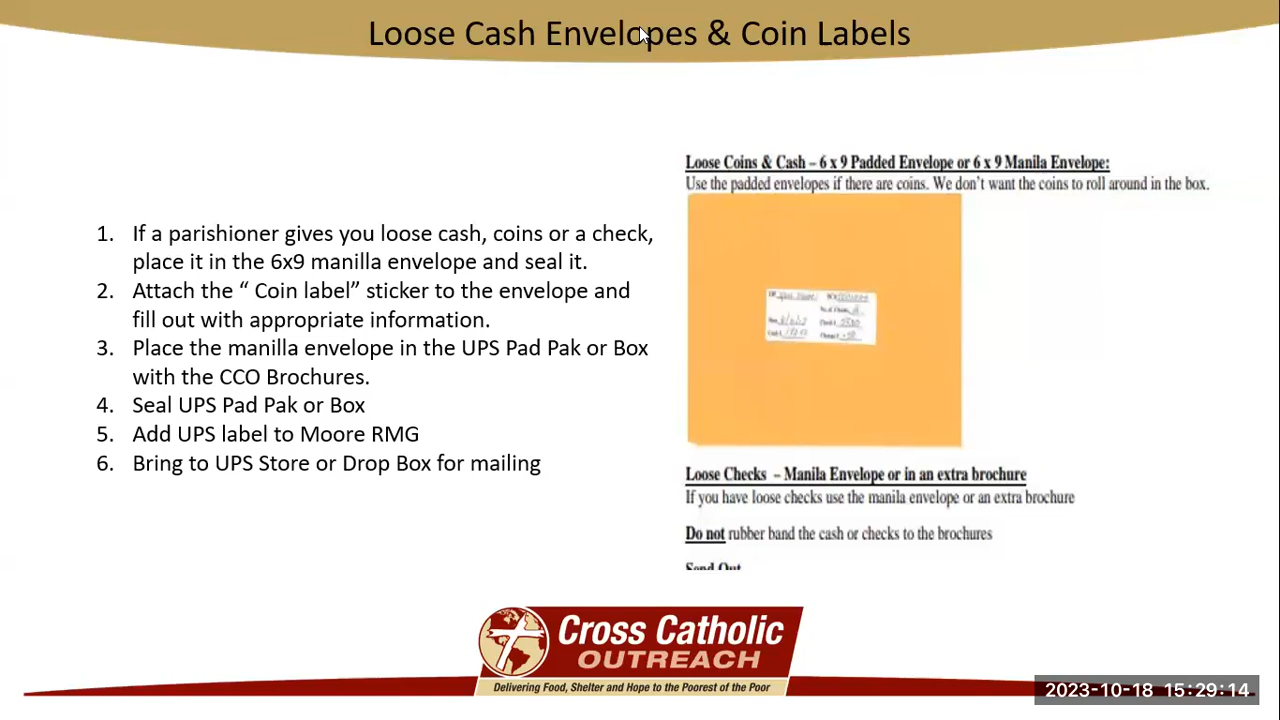 Loose Cash Envelopes & Coin Labels
1. If a parishioner gives you loose cash, coins or a check,
place it in the 6x9 manilla envelope and seal it.
2. Attach the “ Coin label” sticker to the envelope and
fill out with appropriate information.
3. Place the manilla envelope in the UPS Pad Pak or Box
with the CCO Brochures.
4. Seal UPS Pad Pak or Box
5. Add UPS label to Moore RMG
6. Bring to UPS Store or Drop Box for mailing
Loose Coins & Cash – 6 x 9 Padded Envelope or 6 x 9 Manila Envelope:
Use the padded envelopes if there are coins. We don’t want the coins to roll around in the box.
Loose Checks – Manila Envelope or in an extra brochure
If you have loose checks use the manila envelope or an extra brochure
Do not rubber band the cash or checks to the brochures
Cross Catholic
OUTREACH
Delivering Food, Shelter and Hope to the Poorest of the Poor
2023-10-18 15:29:14